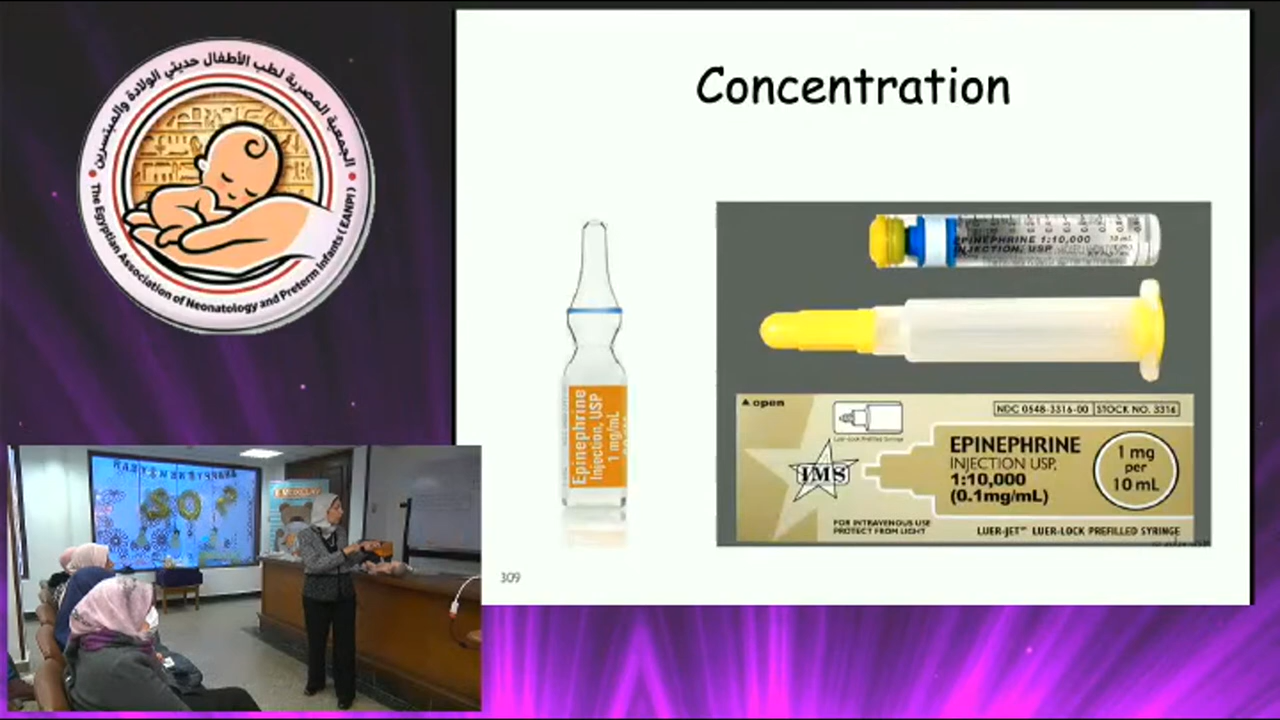 الجمعية المصرية لطب الأطفال حديثي الولادة والمبتسرين
The Egyptian Association of Neonatology and Preterm Infants ( EANPI )
Concentration
Epinephrine
Injection, USP
1 mg/mL
EPINEPHRINE 1:10,000
INJECTION, USP
10 mL
open
NDC 0548-3316-00
STOCK NO. 3316
Luer-Lock Prefilled Syringe
IMS
EPINEPHRINE
INJECTION USP,
1:10,000
(0.1mg/mL)
1 mg
per
10 mL
FOR INTRAVENOUS USE
PROTECT FROM LIGHT
LUER-JET™ LUER-LOCK PREFILLED SYRINGE
309